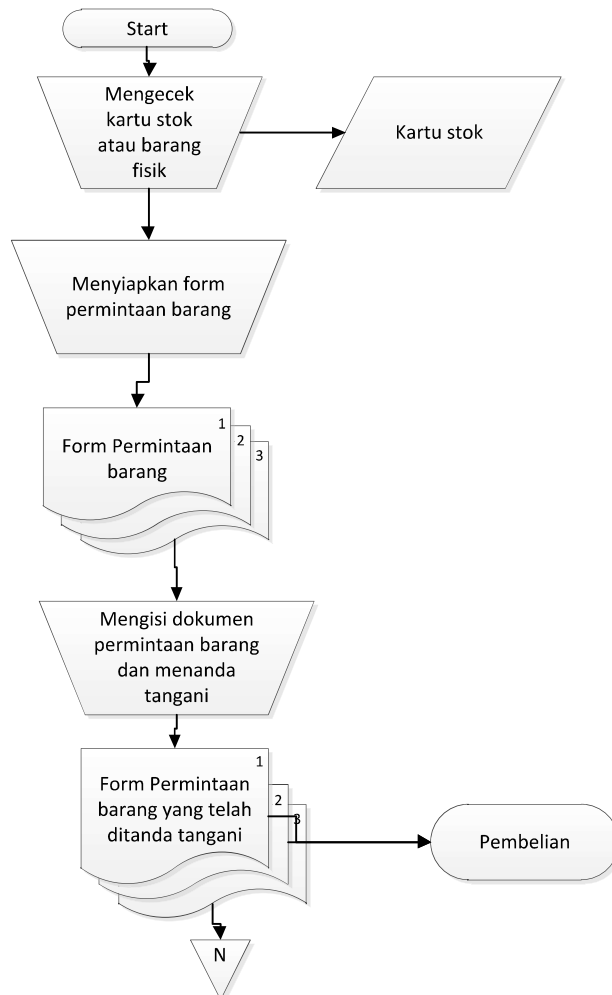 Start
Mengecek
kartu stok
atau barang
fisik
Kartu stok
Menyiapkan form
permintaan barang
1
Form Permintaan
barang
2
3
Mengisi dokumen
permintaan barang
dan menanda
tangani
1
Form Permintaan
barang yang telah
ditanda tangani
2
3
Pembelian
N